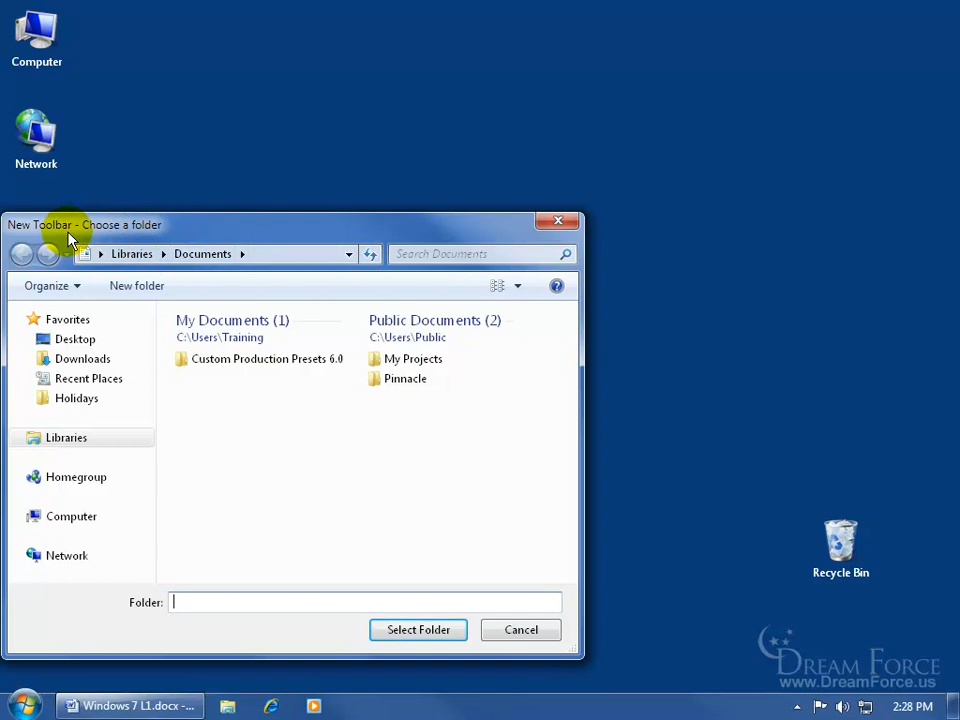 Computer
Network
New Toolbar - Choose a folder
Libraries Documents
Search Documents
Organize New folder
Favorites
Desktop
Downloads
Recent Places
Holidays
Libraries
Homegroup
Computer
Network
My Documents (1)
C:\Users\Training
Custom Production Presets 6.0
Public Documents (2)
C:\Users\Public
My Projects
Pinnacle
Folder:
Select Folder Cancel
Recycle Bin
DREAM FORCE
www.DreamForce.us
Windows 7 L1.docx -...
2:28 PM